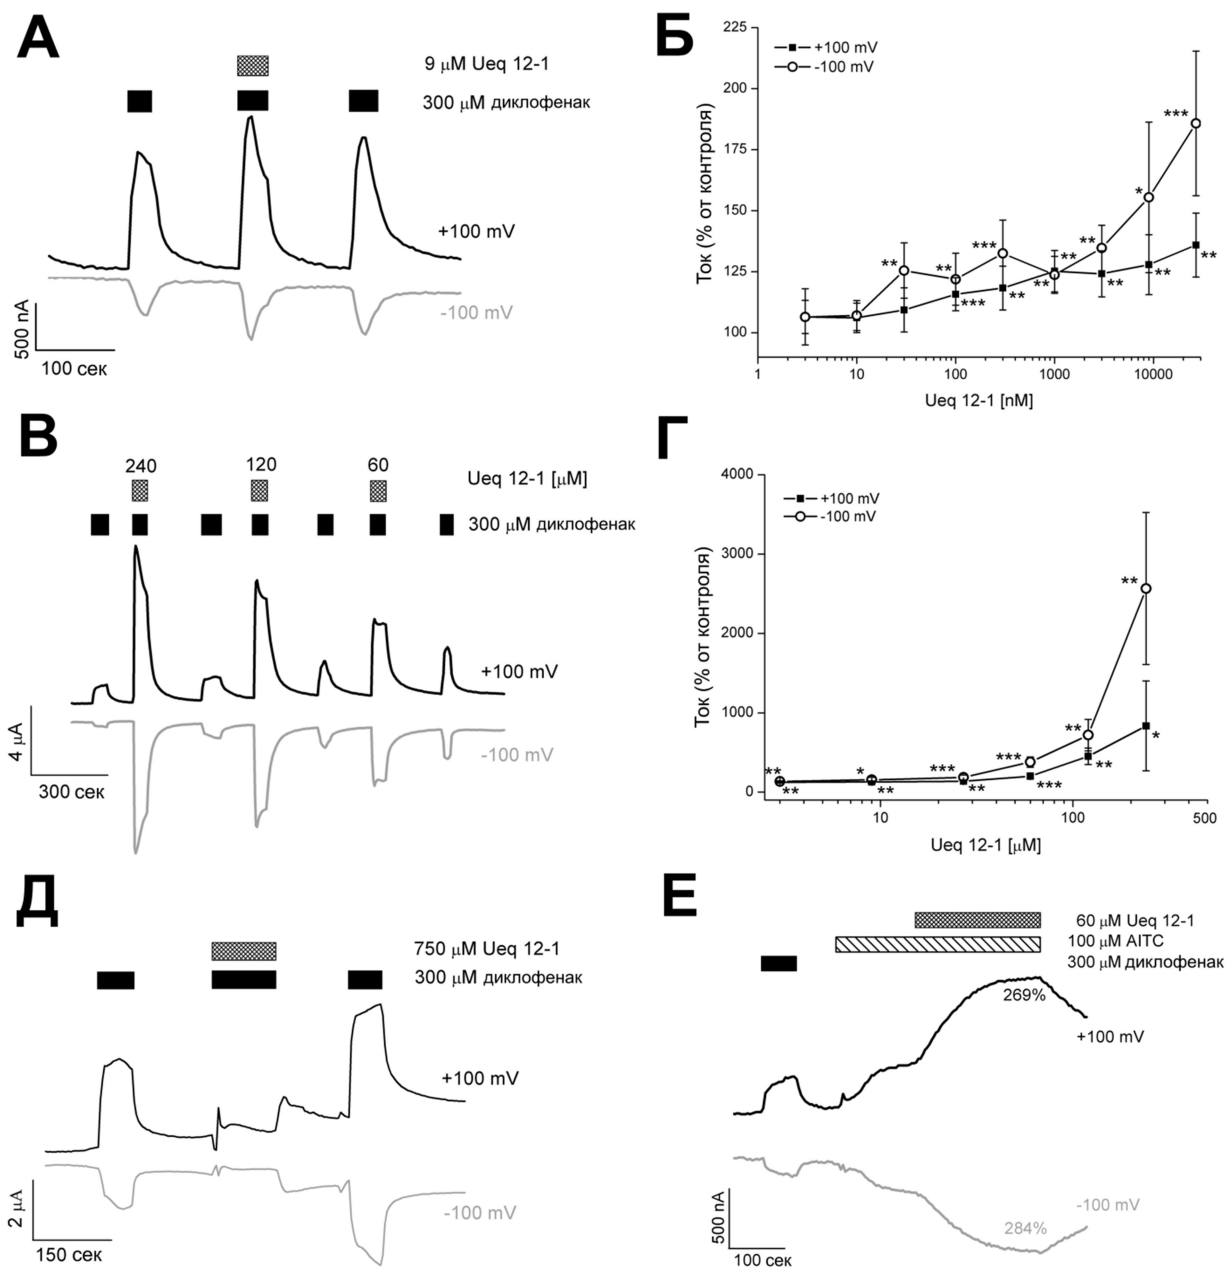 А
9 μM Ueq 12-1
300 μM диклофенак
+100 mV
-100 mV
500 nA
100 сек
Б
225
200
175
150
125
100
Ток (% от контроля)
+100 mV
-100 mV
**
**
***
**
**
*
***
***
**
**
**
**
**
1
10
100
1000
10000
Ueq 12-1 [nM]
В
240
120
60
Ueq 12-1 [μM]
300 μM диклофенак
+100 mV
-100 mV
4 μA
300 сек
Г
4000
3000
2000
1000
0
Ток (% от контроля)
+100 mV
-100 mV
**
*
***
***
**
**
**
**
**
***
**
*
10
100
500
Ueq 12-1 [μM]
Д
750 μM Ueq 12-1
300 μM диклофенак
+100 mV
-100 mV
2 μA
150 сек
Е
60 μM Ueq 12-1
100 μM AITC
300 μM диклофенак
269%
+100 mV
-100 mV
284%
500 nA
100 сек